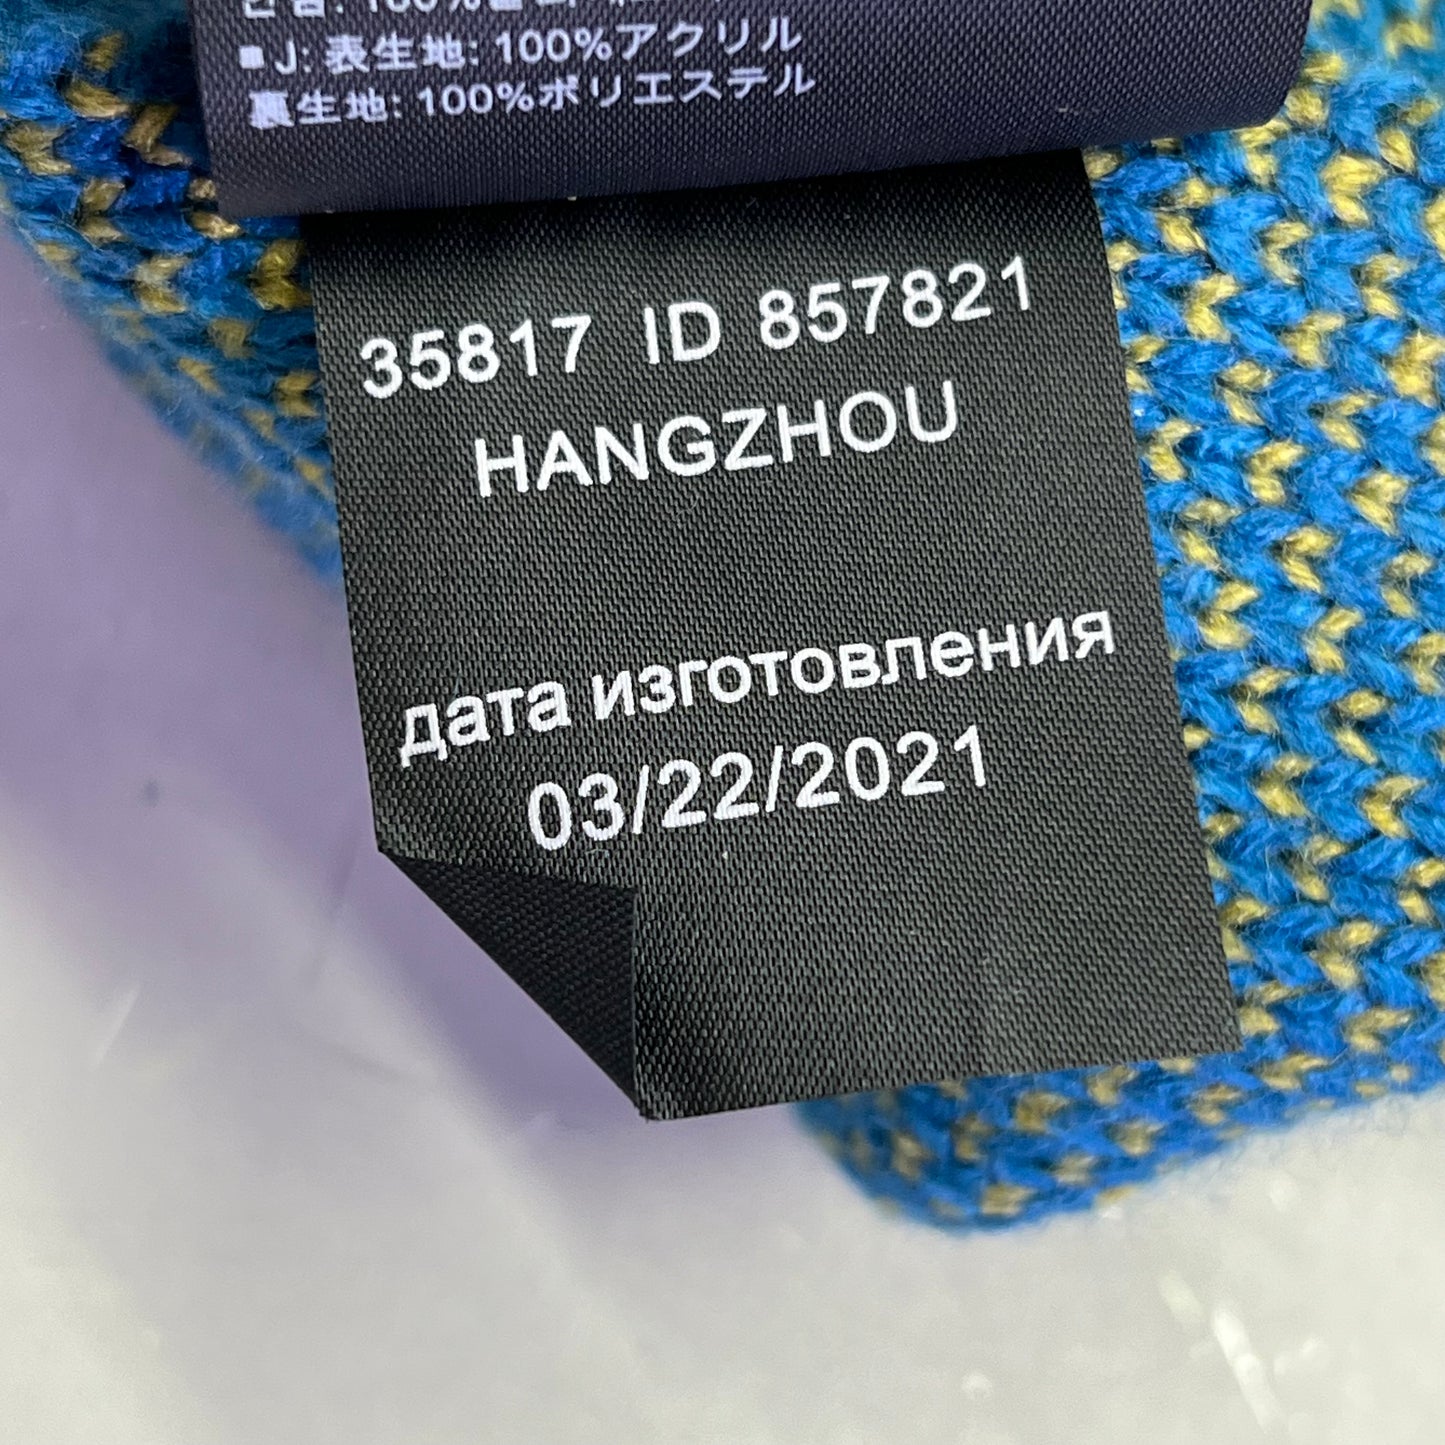 100%
■J: 表生地: 100%アクリル
裏生地: 100%ポリエステル
35817 ID 857821
HANGZHOU
дата изготовления
03/22/2021